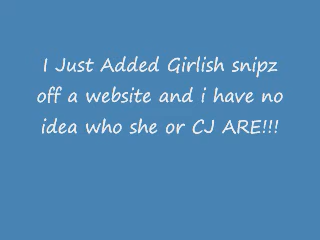 I Just Added Girlish snipz
off a website and i have no
idea who she or CJ ARE!!!